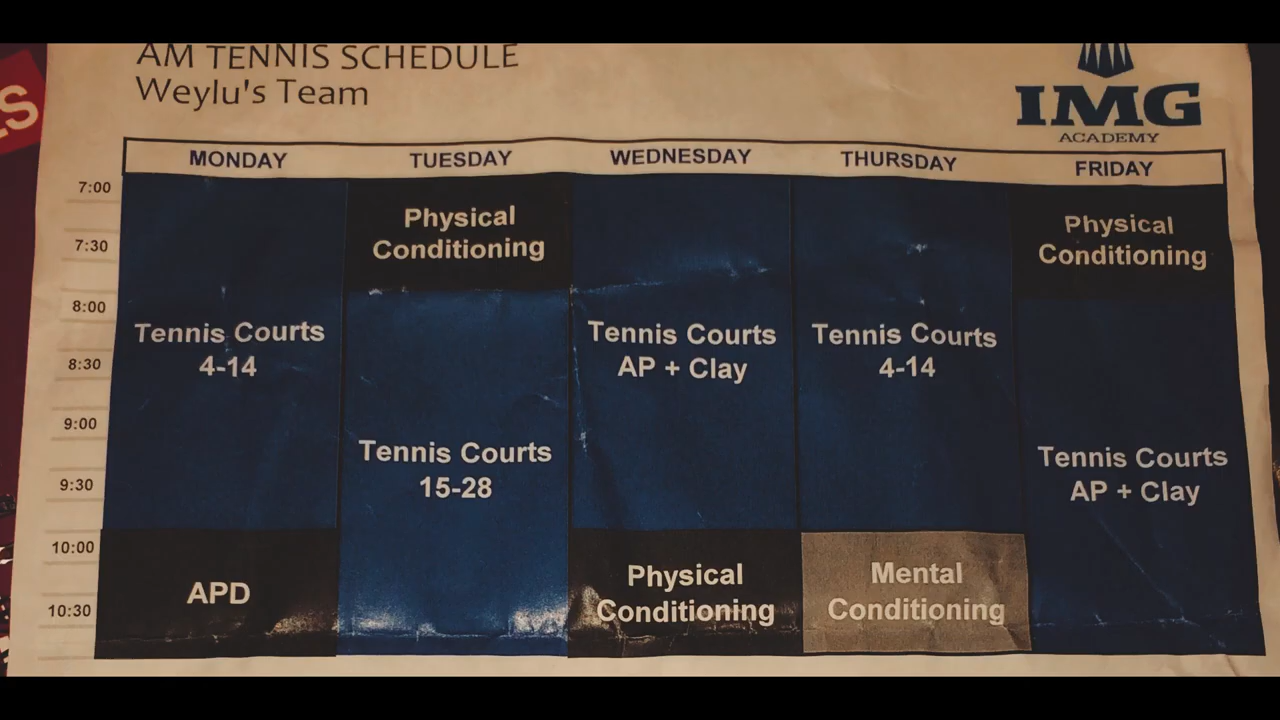 AM TENNIS SCHEDULE
Weylu's Team
IMG
ACADEMY
MONDAY TUESDAY WEDNESDAY THURSDAY FRIDAY
7:00
7:30
8:00
8:30
9:00
9:30
10:00
10:30
Tennis Courts
4-14
APD
Physical
Conditioning
Tennis Courts
15-28
Tennis Courts
AP + Clay
Physical
Conditioning
Tennis Courts
4-14
Mental
Conditioning
Physical
Conditioning
Tennis Courts
AP + Clay